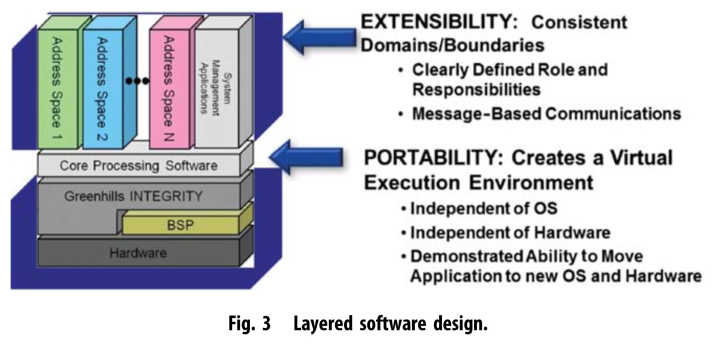 Address Space 1
Address Space 2
Address Space N
System
Management
Applications
Core Processing Software
Greenhills INTEGRITY
BSP
Hardware
EXTENSIBILITY: Consistent
Domains/Boundaries
• Clearly Defined Role and
Responsibilities
• Message-Based Communications
PORTABILITY: Creates a Virtual
Execution Environment
• Independent of OS
• Independent of Hardware
• Demonstrated Ability to Move
Application to new OS and Hardware
Fig. 3 Layered software design.